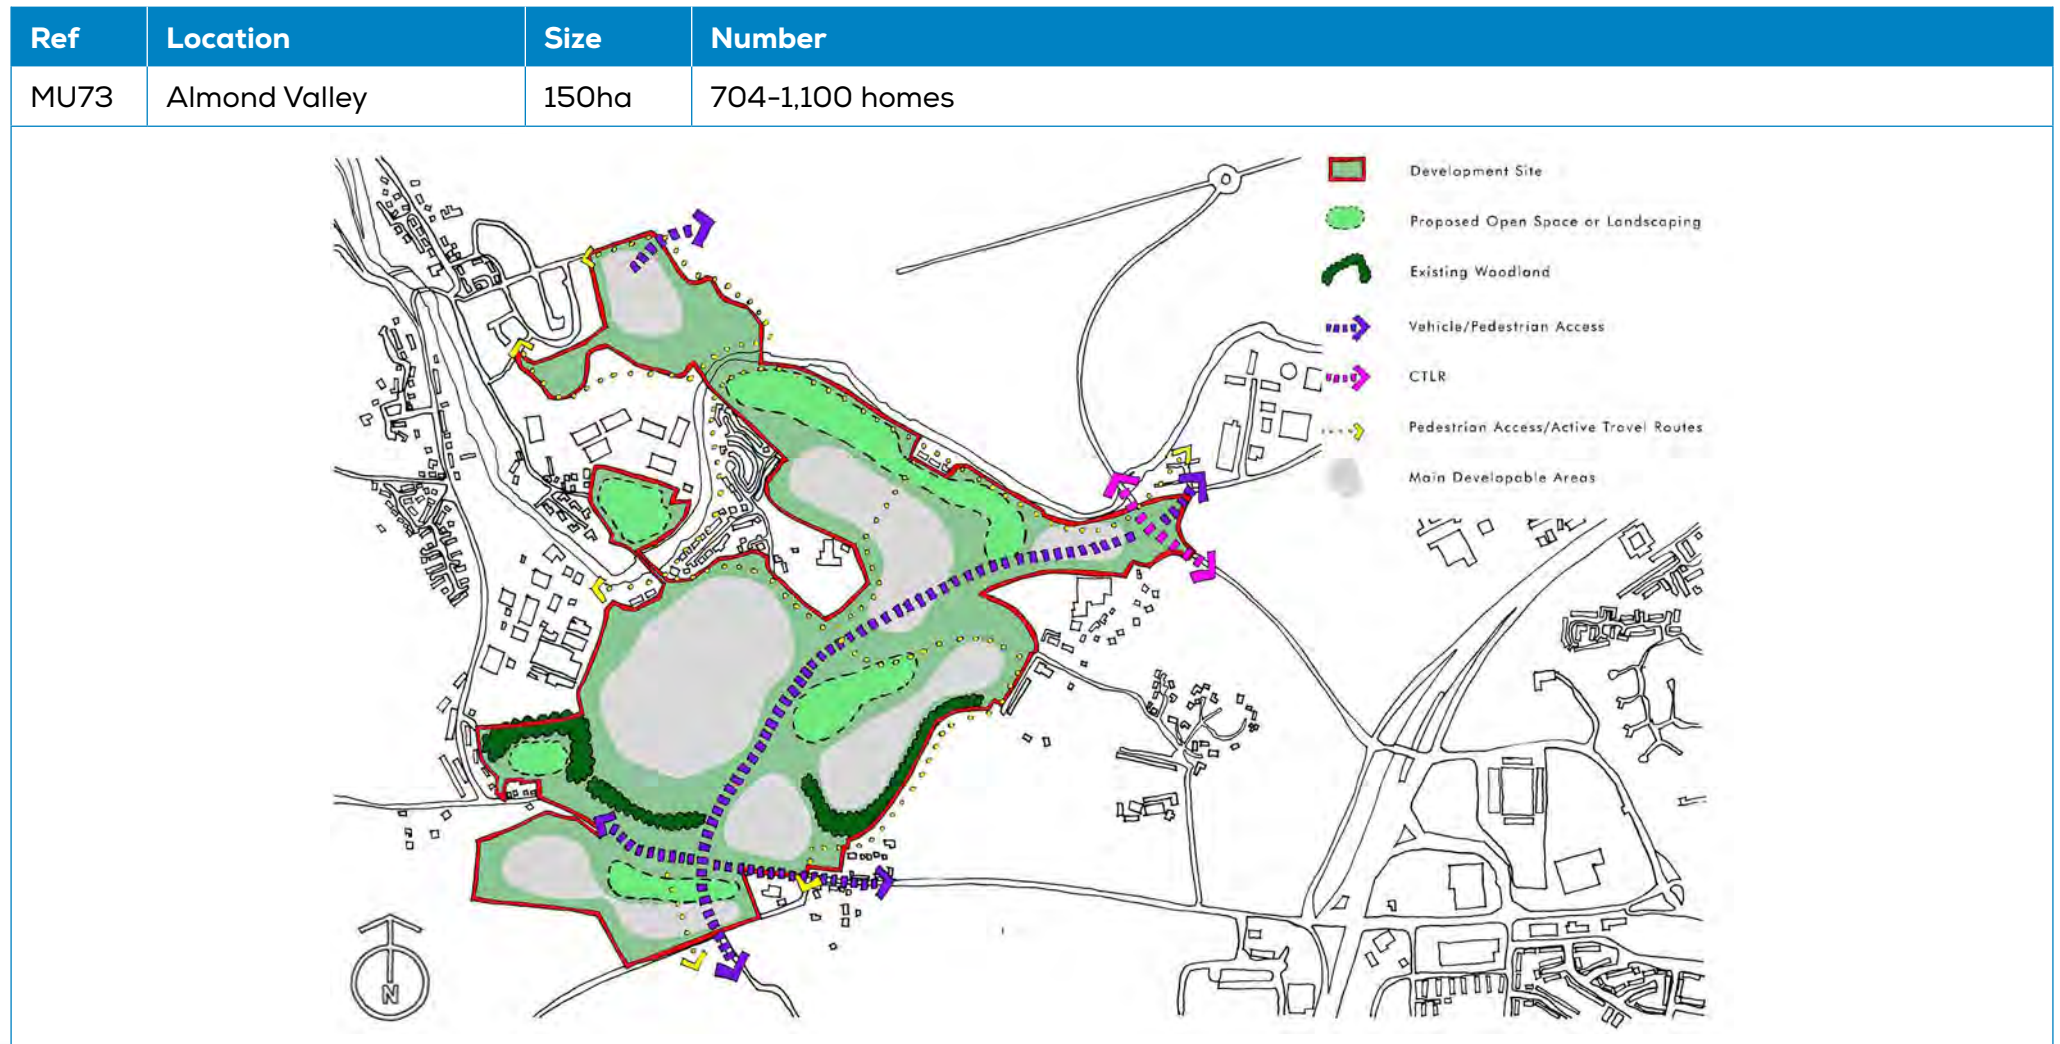 Ref Location Size Number
MU73 Almond Valley 150ha 704-1,100 homes
Development Site
Proposed Open Space or Landscaping
Existing Woodland
Vehicle/Pedestrian Access
CTLR
Pedestrian Access/Active Travel Routes
Main Developable Areas
N